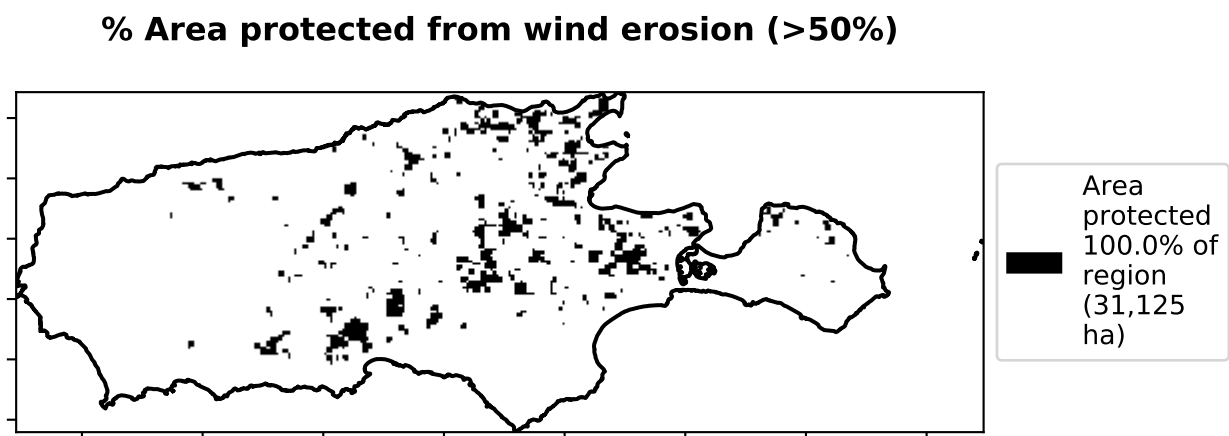 % Area protected from wind erosion (>50%)
Area
protected
100.0% of
region
(31,125
ha)